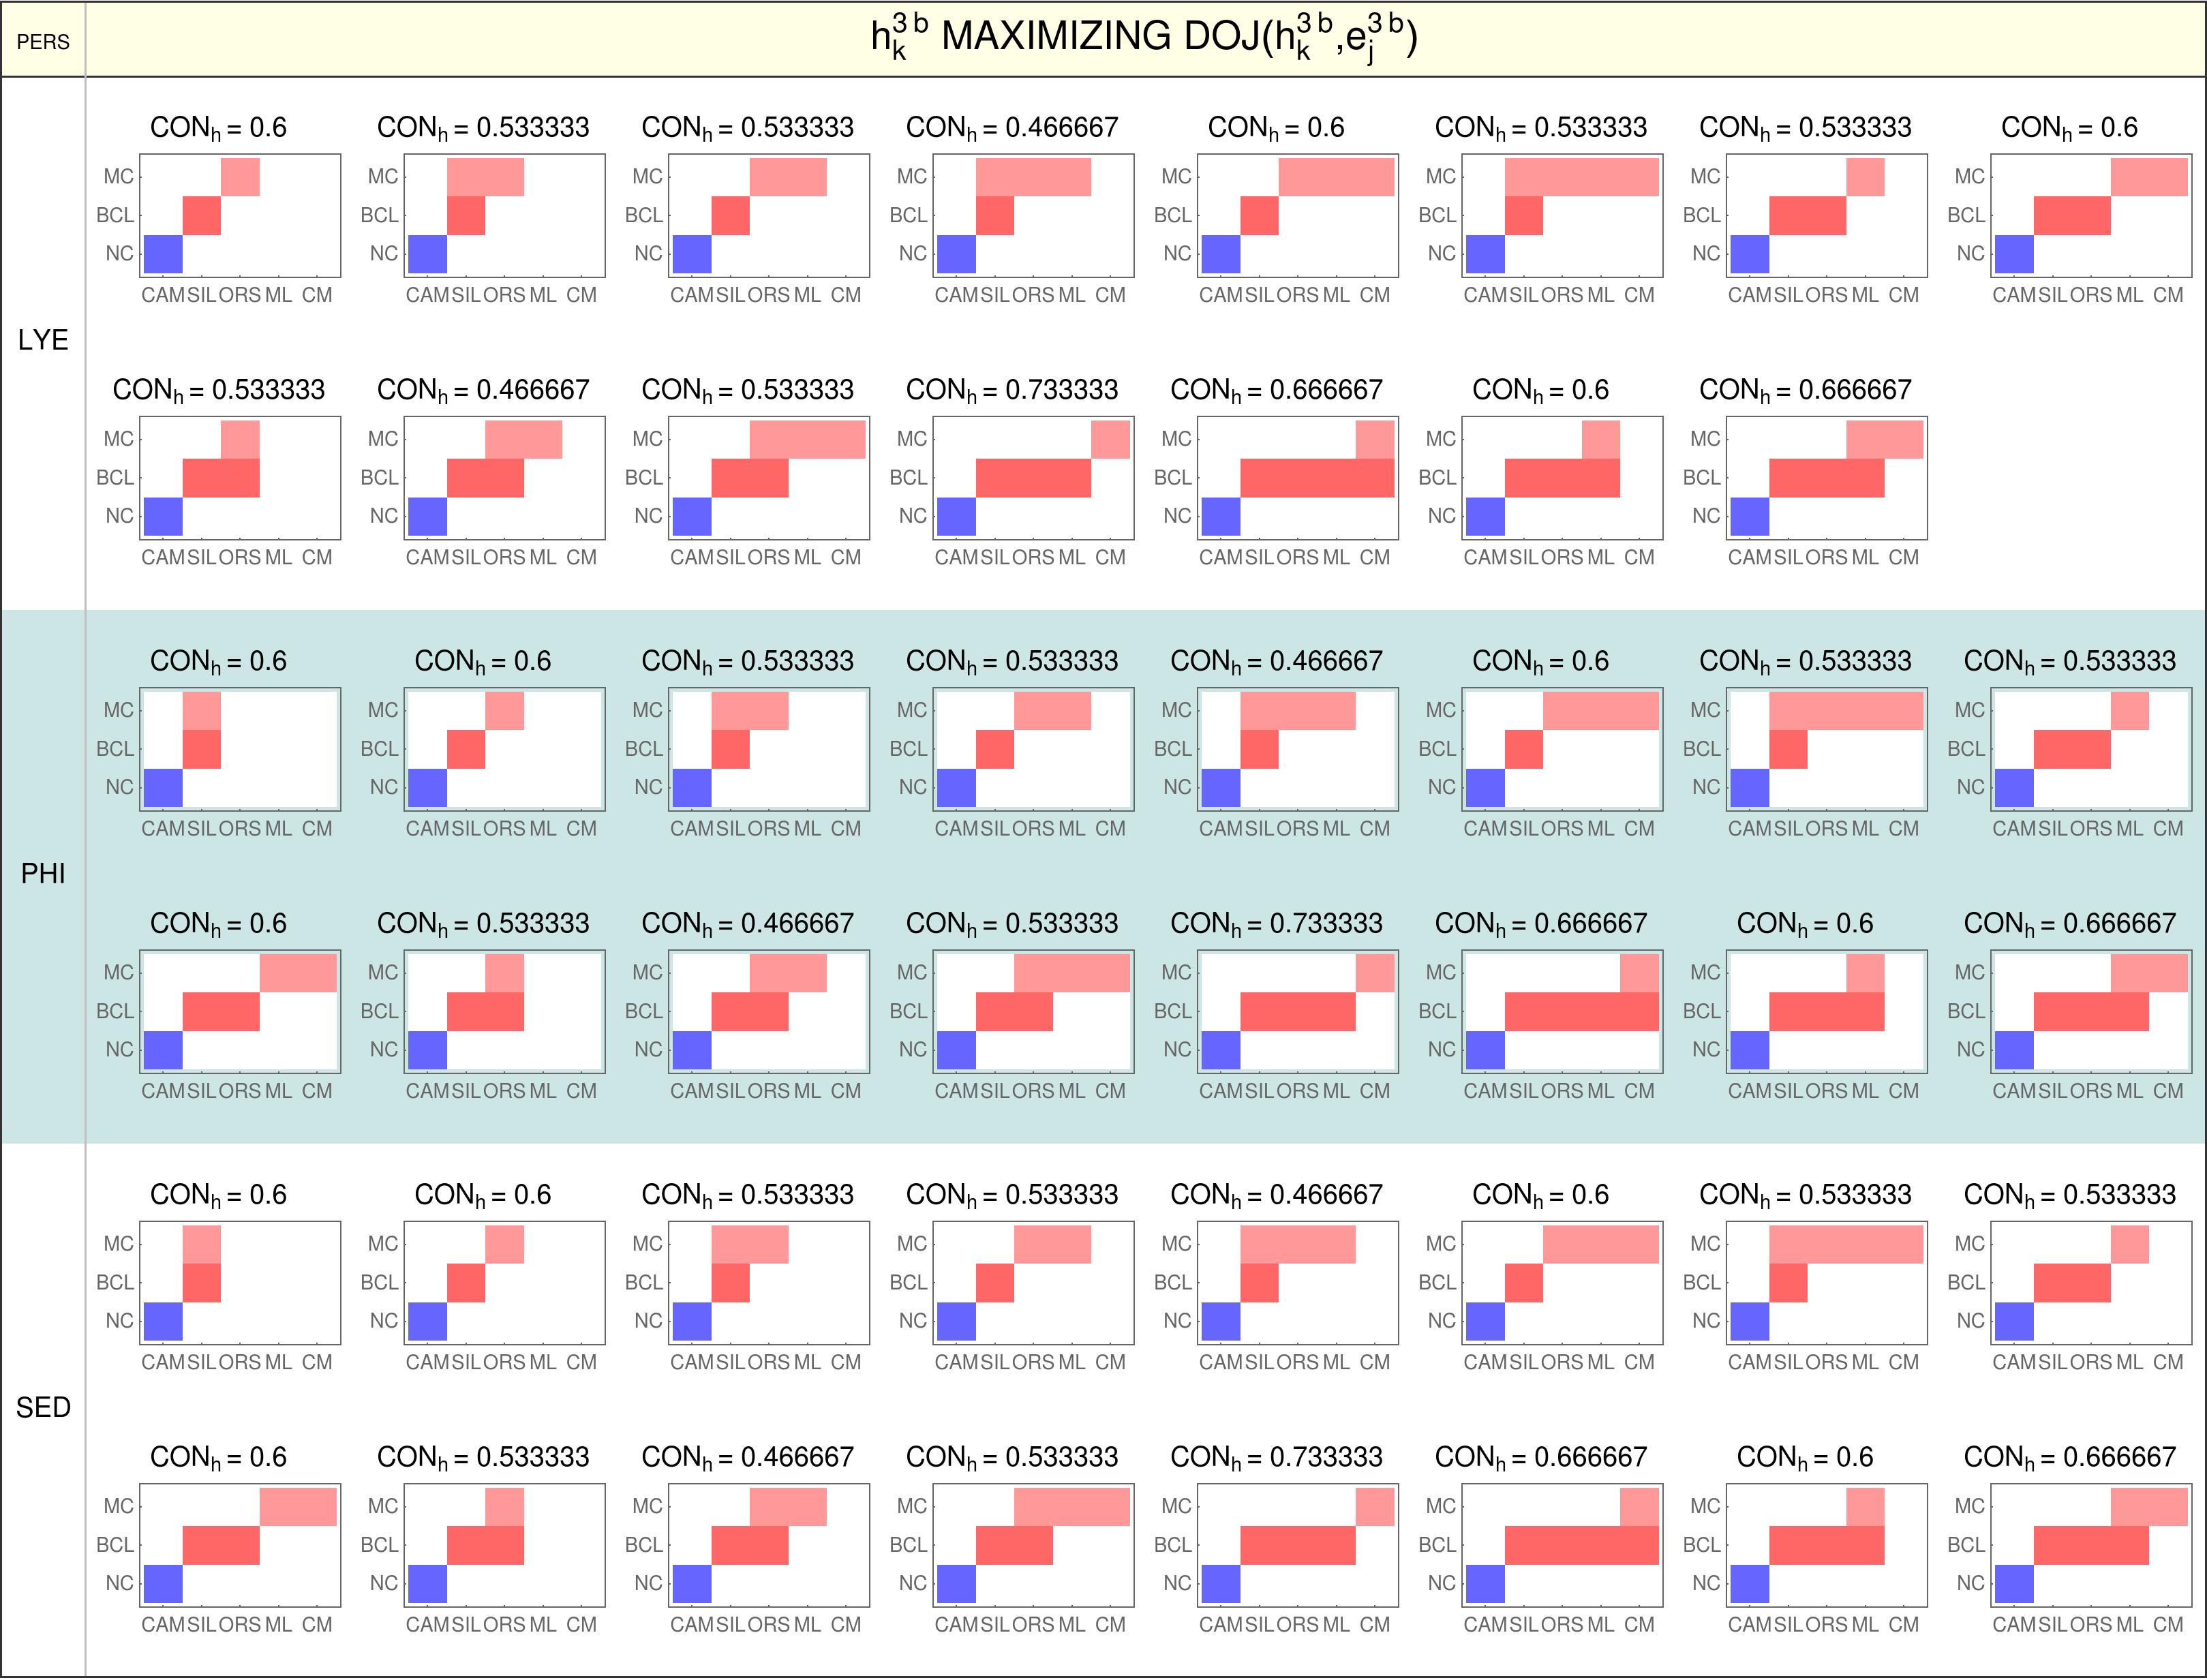 PERS h_k^{3 b} MAXIMIZING DOJ(h_k^{3 b},e_j^{3 b})
CON_h = 0.6 CON_h = 0.533333 CON_h = 0.533333 CON_h = 0.466667 CON_h = 0.6 CON_h = 0.533333 CON_h = 0.533333 CON_h = 0.6
MC MC MC MC MC MC MC MC
BCL BCL BCL BCL BCL BCL BCL BCL
NC NC NC NC NC NC NC NC
CAM SIL ORS ML CM CAM SIL ORS ML CM CAM SIL ORS ML CM CAM SIL ORS ML CM CAM SIL ORS ML CM CAM SIL ORS ML CM CAM SIL ORS ML CM CAM SIL ORS ML CM
LYE
CON_h = 0.533333 CON_h = 0.466667 CON_h = 0.533333 CON_h = 0.733333 CON_h = 0.666667 CON_h = 0.6 CON_h = 0.666667
MC MC MC MC MC MC MC
BCL BCL BCL BCL BCL BCL BCL
NC NC NC NC NC NC NC
CAM SIL ORS ML CM CAM SIL ORS ML CM CAM SIL ORS ML CM CAM SIL ORS ML CM CAM SIL ORS ML CM CAM SIL ORS ML CM CAM SIL ORS ML CM
CON_h = 0.6 CON_h = 0.6 CON_h = 0.533333 CON_h = 0.533333 CON_h = 0.466667 CON_h = 0.6 CON_h = 0.533333 CON_h = 0.533333
MC MC MC MC MC MC MC MC
BCL BCL BCL BCL BCL BCL BCL BCL
NC NC NC NC NC NC NC NC
CAM SIL ORS ML CM CAM SIL ORS ML CM CAM SIL ORS ML CM CAM SIL ORS ML CM CAM SIL ORS ML CM CAM SIL ORS ML CM CAM SIL ORS ML CM CAM SIL ORS ML CM
PHI
CON_h = 0.6 CON_h = 0.533333 CON_h = 0.466667 CON_h = 0.533333 CON_h = 0.733333 CON_h = 0.666667 CON_h = 0.6 CON_h = 0.666667
MC MC MC MC MC MC MC MC
BCL BCL BCL BCL BCL BCL BCL BCL
NC NC NC NC NC NC NC NC
CAM SIL ORS ML CM CAM SIL ORS ML CM CAM SIL ORS ML CM CAM SIL ORS ML CM CAM SIL ORS ML CM CAM SIL ORS ML CM CAM SIL ORS ML CM CAM SIL ORS ML CM
CON_h = 0.6 CON_h = 0.6 CON_h = 0.533333 CON_h = 0.533333 CON_h = 0.466667 CON_h = 0.6 CON_h = 0.533333 CON_h = 0.533333
MC MC MC MC MC MC MC MC
BCL BCL BCL BCL BCL BCL BCL BCL
NC NC NC NC NC NC NC NC
CAM SIL ORS ML CM CAM SIL ORS ML CM CAM SIL ORS ML CM CAM SIL ORS ML CM CAM SIL ORS ML CM CAM SIL ORS ML CM CAM SIL ORS ML CM CAM SIL ORS ML CM
SED
CON_h = 0.6 CON_h = 0.533333 CON_h = 0.466667 CON_h = 0.533333 CON_h = 0.733333 CON_h = 0.666667 CON_h = 0.6 CON_h = 0.666667
MC MC MC MC MC MC MC MC
BCL BCL BCL BCL BCL BCL BCL BCL
NC NC NC NC NC NC NC NC
CAM SIL ORS ML CM CAM SIL ORS ML CM CAM SIL ORS ML CM CAM SIL ORS ML CM CAM SIL ORS ML CM CAM SIL ORS ML CM CAM SIL ORS ML CM CAM SIL ORS ML CM